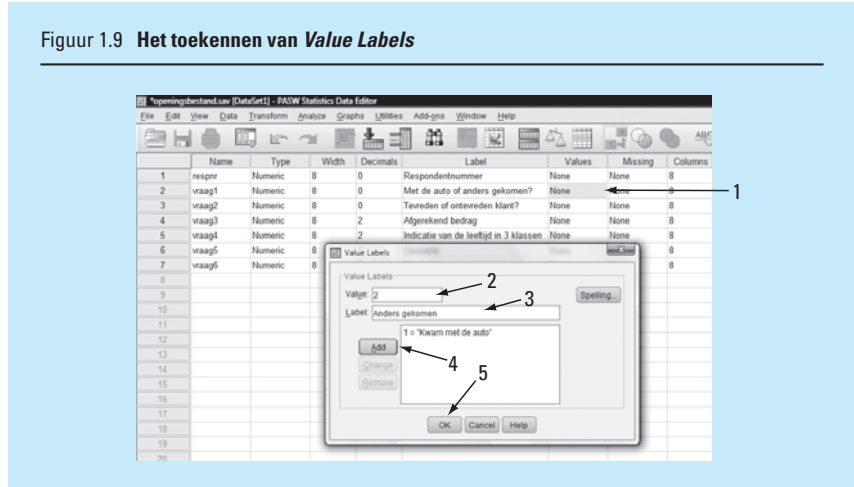 Figuur 1.9 Het toekennen van Value Labels
*openingsbestand.sav [DataSet1] - PASW Statistics Data Editor
File Edit View Data Transform Analyze Graphs Utilities Add-ons Window Help
Name Type Width Decimals Label Values Missing Columns
1 respnr Numeric 8 0 Respondentnummer None None 8
2 vraag1 Numeric 8 0 Met de auto of anders gekomen? None None 8
1
3 vraag2 Numeric 8 0 Tevreden of ontevreden klant? None None 8
4 vraag3 Numeric 8 2 Afgerekend bedrag None None 8
5 vraag4 Numeric 8 2 Indicatie van de leeftijd in 3 klassen None None 8
6 vraag5 Numeric 8 8
7 vraag6 Numeric 8 8
8
9
10
11
12
13
14
15
16
17
18
19
20
Value Labels
Value Labels
2
Value: 2
Spelling...
3
Label: Anders gekomen
1 = "Kwam met de auto"
Add
4
Change
5
Remove
OK Cancel Help